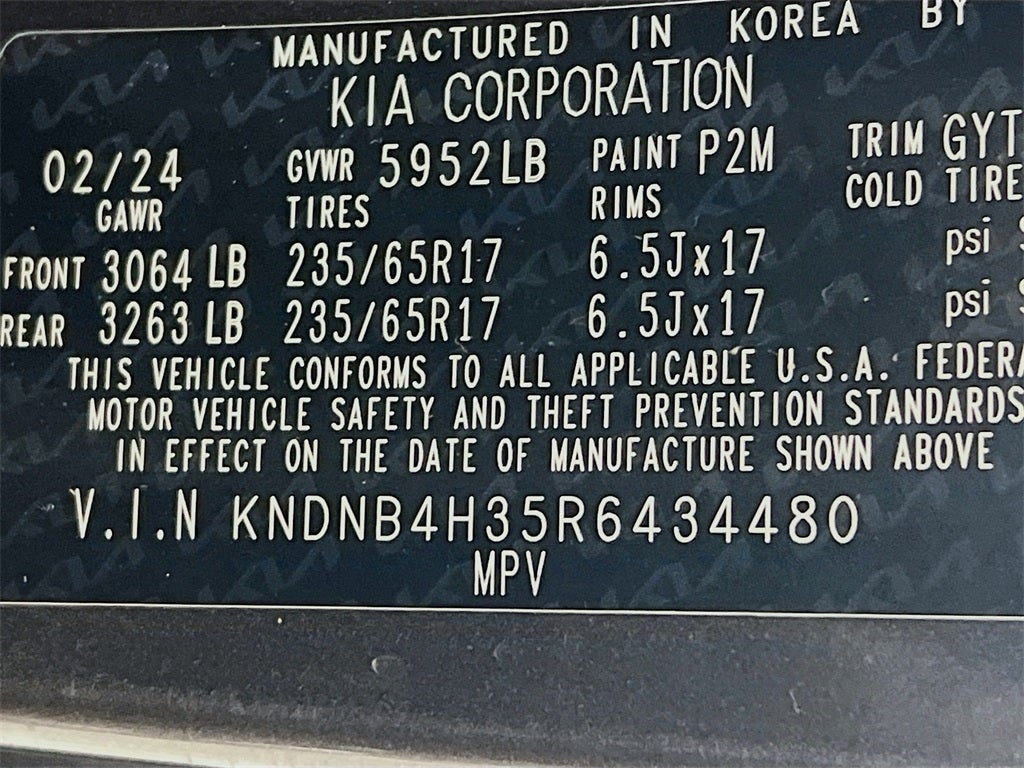 MANUFACTURED IN KOREA BY
KIA CORPORATION
02/24 GVWR 5952LB PAINT P2M TRIM GYT
GAWR TIRES RIMS COLD TIRE
FRONT 3064 LB 235/65R17 6.5Jx17 psi
REAR 3263 LB 235/65R17 6.5Jx17 psi
THIS VEHICLE CONFORMS TO ALL APPLICABLE U.S.A. FEDERA
MOTOR VEHICLE SAFETY AND THEFT PREVENTION STANDARDS
IN EFFECT ON THE DATE OF MANUFACTURE SHOWN ABOVE
V.I.N KNDNB4H35R6434480
MPV